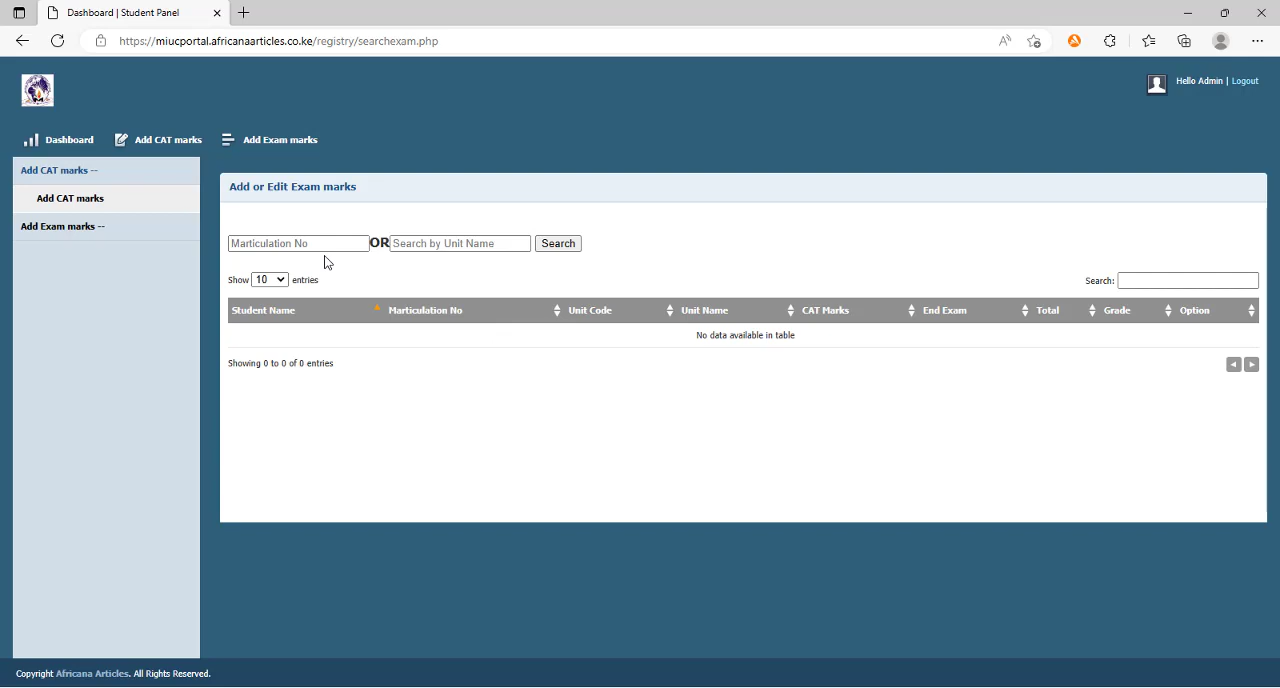 Dashboard | Student Panel
https://miucportal.africanaarticles.co.ke/registry/searchexam.php
Hello Admin | Logout
Dashboard Add CAT marks Add Exam marks
Add CAT marks --
Add CAT marks
Add Exam marks --
Add or Edit Exam marks
Marticulation No OR Search by Unit Name Search
Show 10 entries Search:
Student Name Marticulation No Unit Code Unit Name CAT Marks End Exam Total Grade Option
No data available in table
Showing 0 to 0 of 0 entries
Copyright Africana Articles. All Rights Reserved.